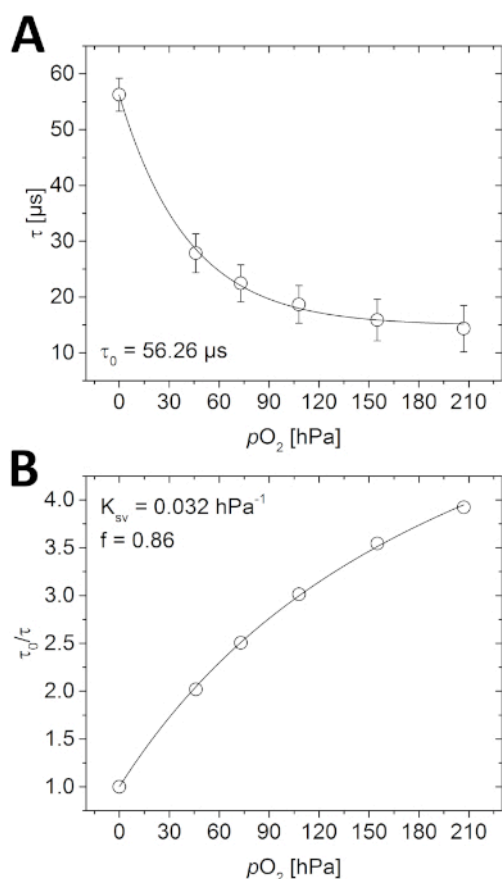 A
60
50
40
30
20
10
τ [µs]
τ₀ = 56.26 µs
0 30 60 90 120 150 180 210
pO₂ [hPa]
B
K_sv = 0.032 hPa⁻¹
f = 0.86
4.0
3.5
3.0
2.5
2.0
1.5
1.0
τ₀/τ
0 30 60 90 120 150 180 210
pO₂ [hPa]